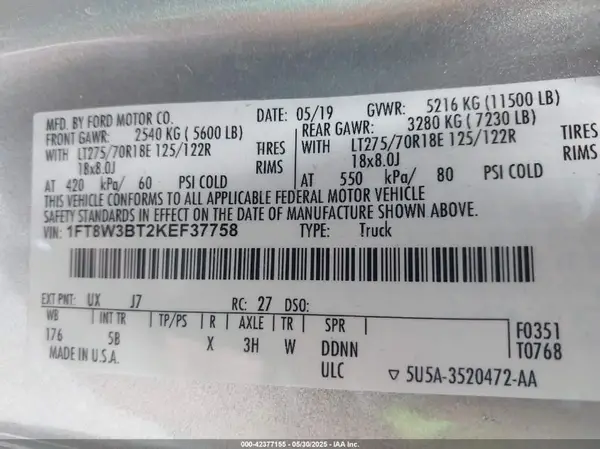 MFD. BY FORD MOTOR CO. DATE: 05/19 GVWR: 5216 KG (11500 LB)
FRONT GAWR: 2540 KG (5600 LB) REAR GAWR: 3280 KG (7230 LB)
WITH LT275/70R18E 125/122R TIRES WITH LT275/70R18E 125/122R TIRES
18x8.0J RIMS 18x8.0J RIMS
AT 420 kPa/ 60 PSI COLD AT 550 kPa/ 80 PSI COLD
THIS VEHICLE CONFORMS TO ALL APPLICABLE FEDERAL MOTOR VEHICLE
SAFETY STANDARDS IN EFFECT ON THE DATE OF MANUFACTURE SHOWN ABOVE.
VIN: 1FT8W3BT2KEF37758 TYPE: Truck
EXT PNT: UX J7 RC: 27 DSO:
WB INT TR TP/PS R AXLE TR SPR F0351
176 5B X 3H W DDNN T0768
MADE IN U.S.A. ULC ▽ 5U5A-3520472-AA
000-42377155 | 05/30/2025 - IAA Inc.